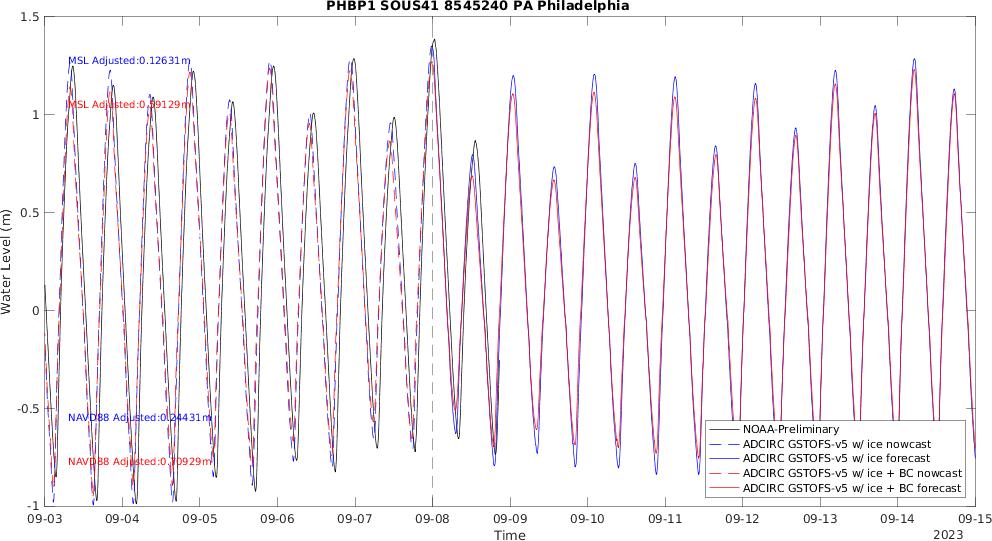 PHBP1 SOUS41 8545240 PA Philadelphia
1.5
1
0.5
0
-0.5
-1
Water Level (m)
MSL Adjusted:0.12631m
MSL Adjusted:0.59129m
NAVD88 Adjusted:0.24431m
NAVD88 Adjusted:0.70929m
NOAA-Preliminary
ADCIRC GSTOFS-v5 w/ ice nowcast
ADCIRC GSTOFS-v5 w/ ice forecast
ADCIRC GSTOFS-v5 w/ ice + BC nowcast
ADCIRC GSTOFS-v5 w/ ice + BC forecast
09-03 09-04 09-05 09-06 09-07 09-08 09-09 09-10 09-11 09-12 09-13 09-14 09-15
Time
2023